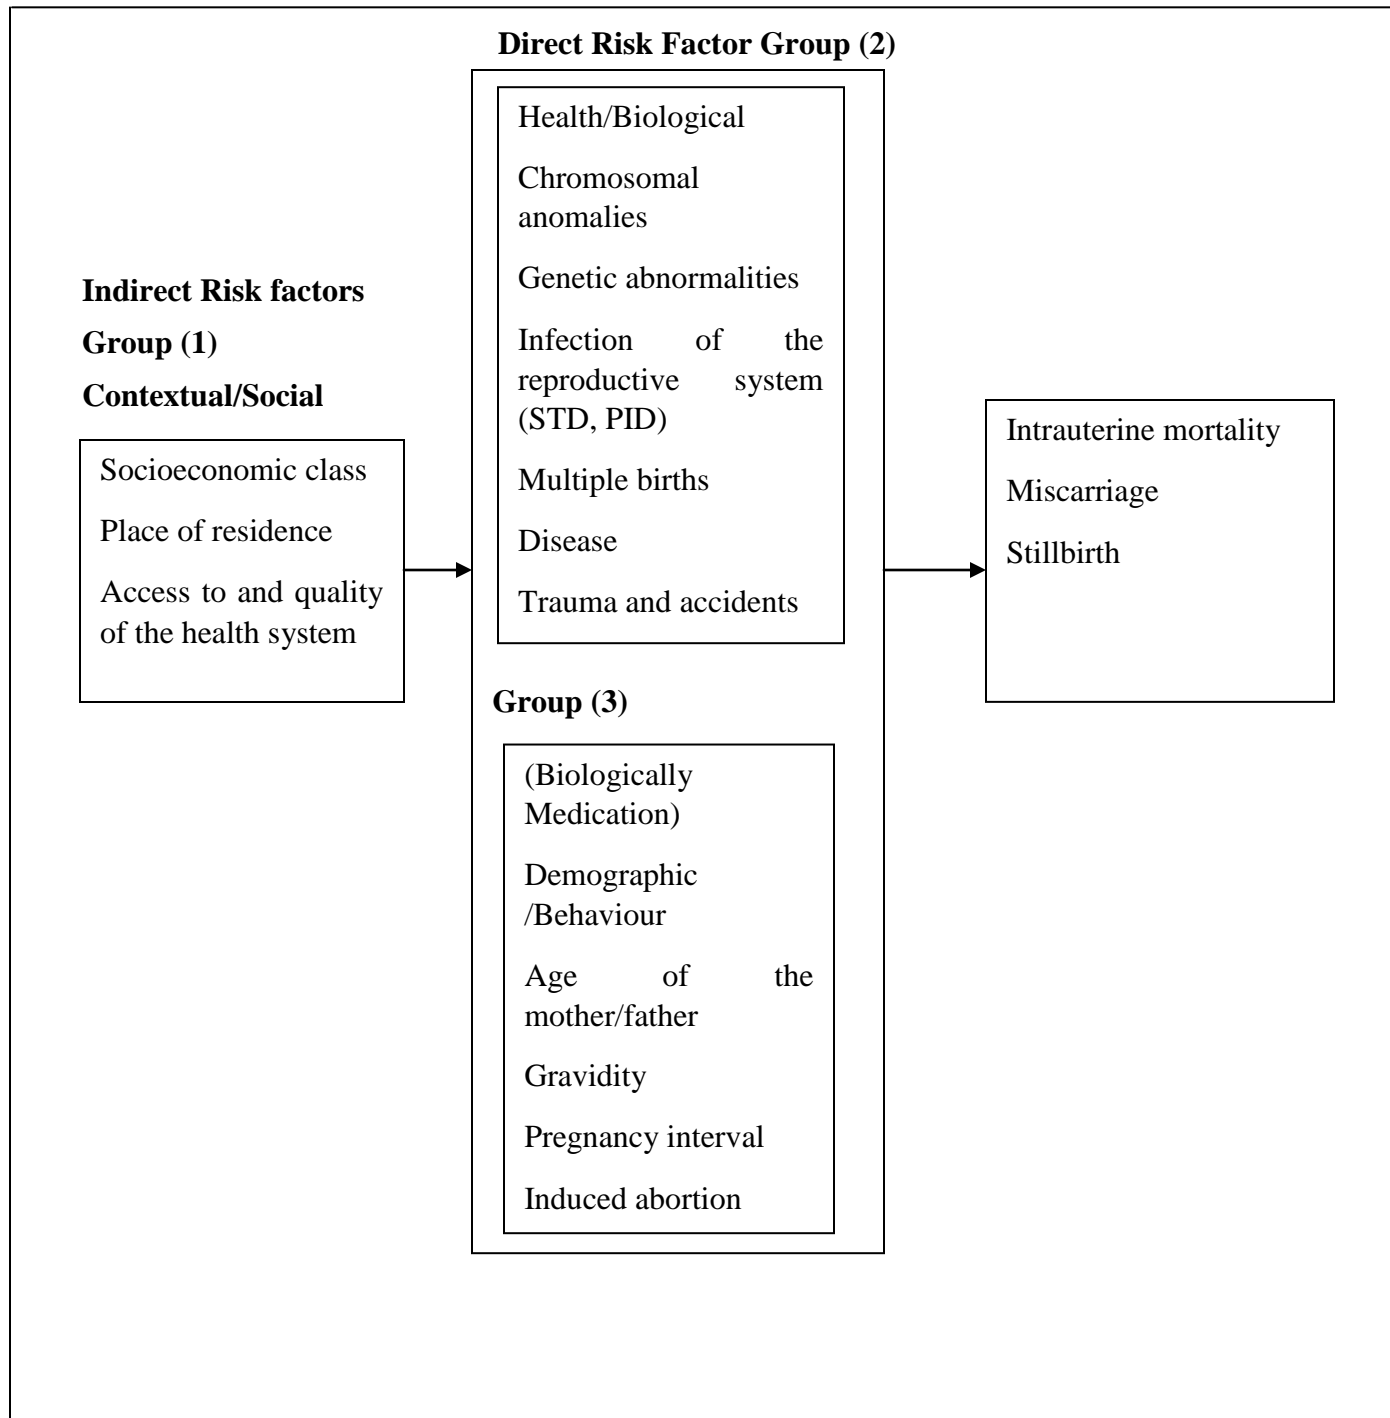 Direct Risk Factor Group (2)
Health/Biological
Chromosomal
anomalies
Genetic abnormalities
Infection of the
reproductive system
(STD, PID)
Multiple births
Disease
Trauma and accidents
Indirect Risk factors
Group (1)
Contextual/Social
Socioeconomic class
Place of residence
Access to and quality
of the health system
Group (3)
(Biologically
Medication)
Demographic
/Behaviour
Age of the
mother/father
Gravidity
Pregnancy interval
Induced abortion
Intrauterine mortality
Miscarriage
Stillbirth